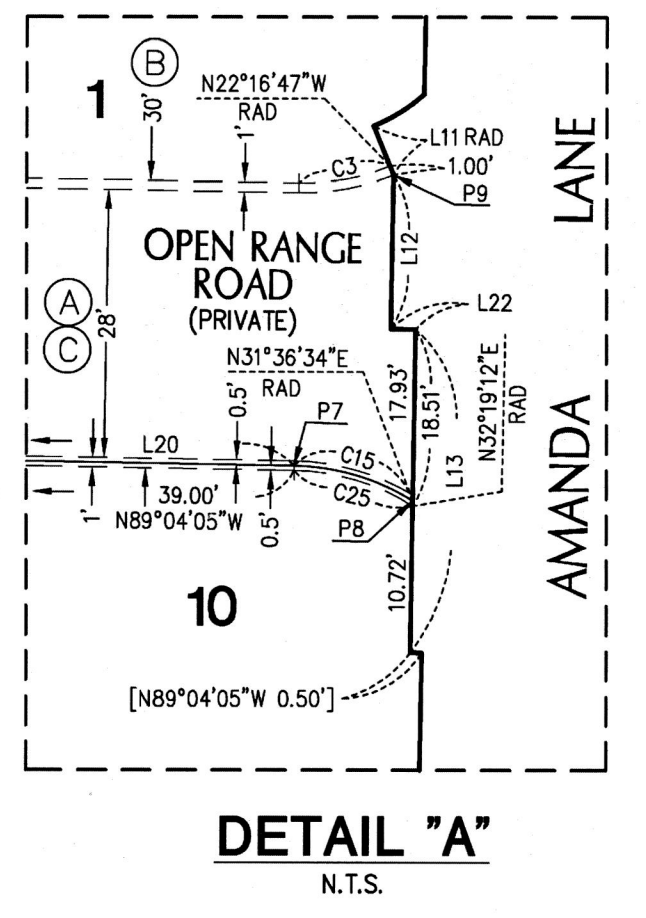 B
N22°16'47"W
RAD
1
30'
1'
L11 RAD
C3
1.00'
P9
LANE
OPEN RANGE
ROAD
(PRIVATE)
L12
A
C
28'
L22
N31°36'34"E
RAD
0.5'
P7
17.93'
18.51'
N32°19'12"E
RAD
L20
C15
L13
39.00'
C25
1'
N89°04'05"W
0.5'
P8
AMANDA
10
10.72'
[N89°04'05"W 0.50']
DETAIL "A"
N.T.S.